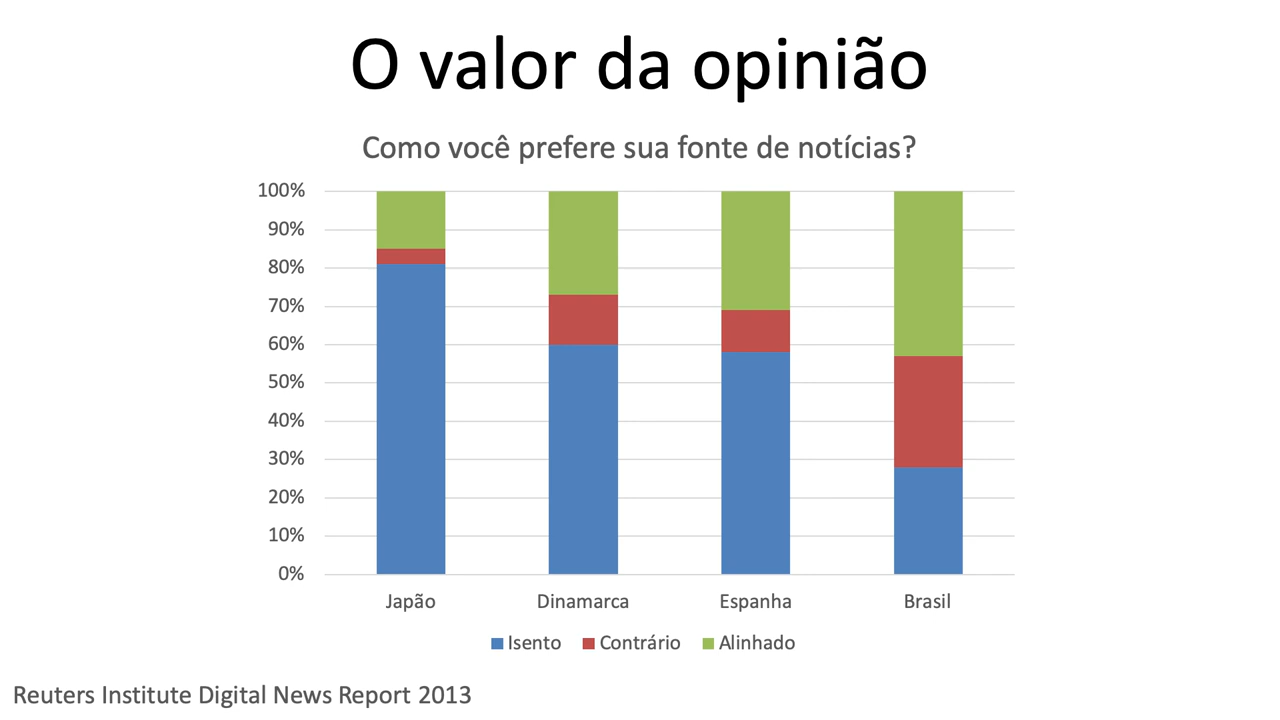 O valor da opinião
Como você prefere sua fonte de notícias?
100%
90%
80%
70%
60%
50%
40%
30%
20%
10%
0%
Japão Dinamarca Espanha Brasil
Isento Contrário Alinhado
Reuters Institute Digital News Report 2013